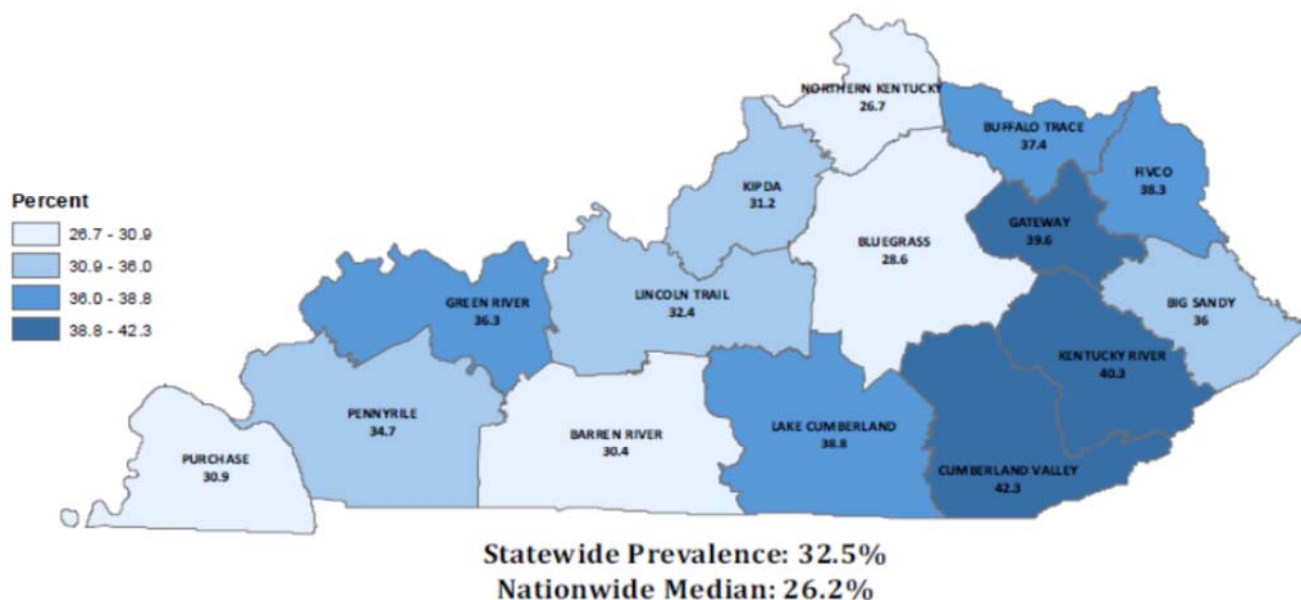 NORTHERN KENTUCKY
26.7
BUFFALO TRACE
37.4
FIVCO
38.3
KIPDA
31.2
Percent
26.7 - 30.9
30.9 - 36.0
36.0 - 38.8
38.8 - 42.3
GATEWAY
39.6
BLUEGRASS
28.6
GREEN RIVER
36.3
LINCOLN TRAIL
32.4
BIG SANDY
36
KENTUCKY RIVER
40.3
PENNYRILE
34.7
LAKE CUMBERLAND
38.8
BARREN RIVER
30.4
PURCHASE
30.9
CUMBERLAND VALLEY
42.3
Statewide Prevalence: 32.5%
Nationwide Median: 26.2%